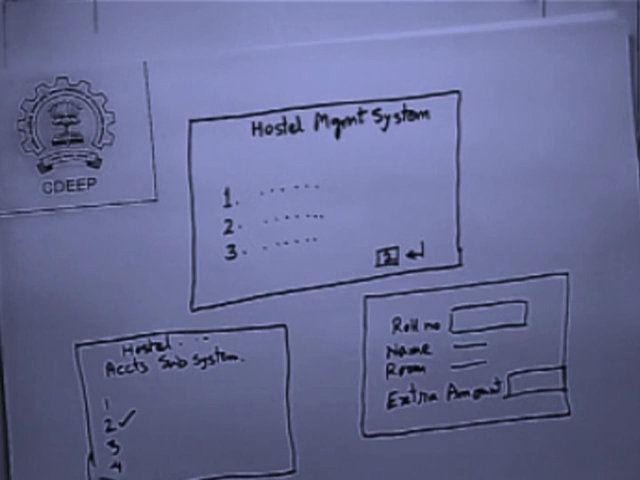 CDEEP
Hostel Mgmt System
1. ......
2. .......
3. ......
Hostel ...
Accts Sub System.
1
2 ✓
3
4
Roll no
Name
Room
Extra Amount